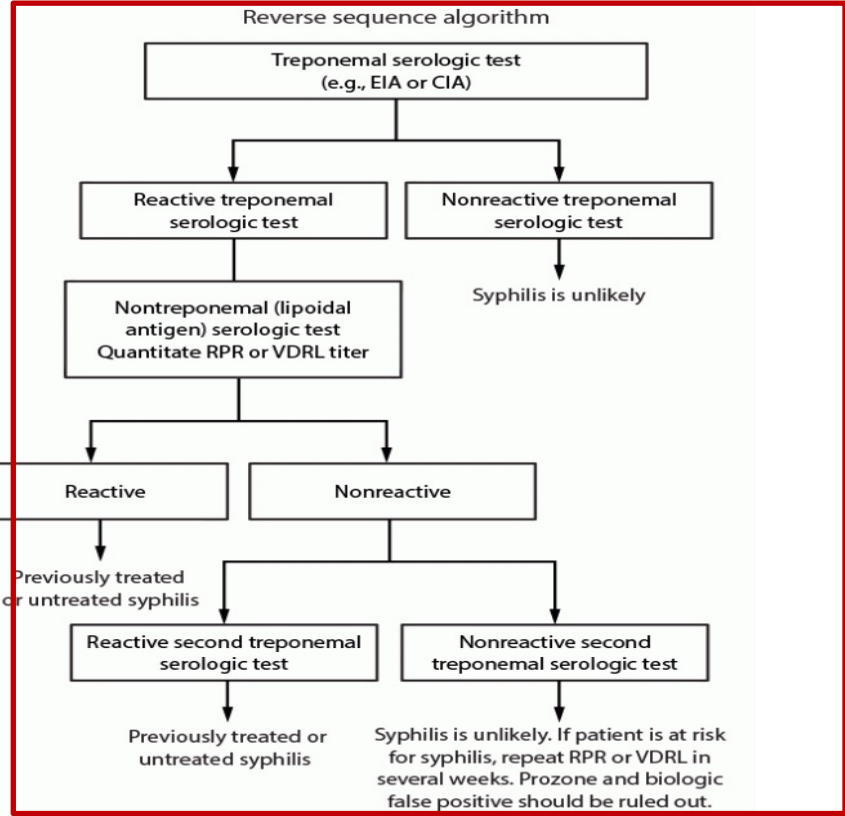 Reverse sequence algorithm
Treponemal serologic test
(e.g., EIA or CIA)
Reactive treponemal
serologic test
Nonreactive treponemal
serologic test
Syphilis is unlikely
Nontreponemal (lipoidal
antigen) serologic test
Quantitate RPR or VDRL titer
Reactive
Nonreactive
Previously treated
or untreated syphilis
Reactive second treponemal
serologic test
Nonreactive second
treponemal serologic test
Previously treated or
untreated syphilis
Syphilis is unlikely. If patient is at risk
for syphilis, repeat RPR or VDRL in
several weeks. Prozone and biologic
false positive should be ruled out.